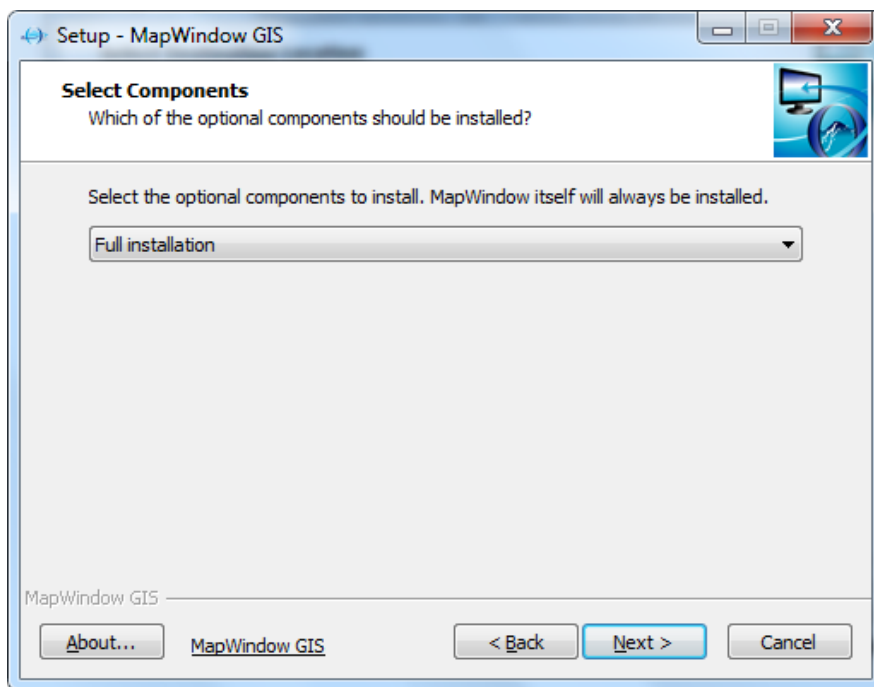 Setup - MapWindow GIS
Select Components
Which of the optional components should be installed?
Select the optional components to install. MapWindow itself will always be installed.
Full installation
MapWindow GIS
About...
MapWindow GIS
< Back
Next >
Cancel